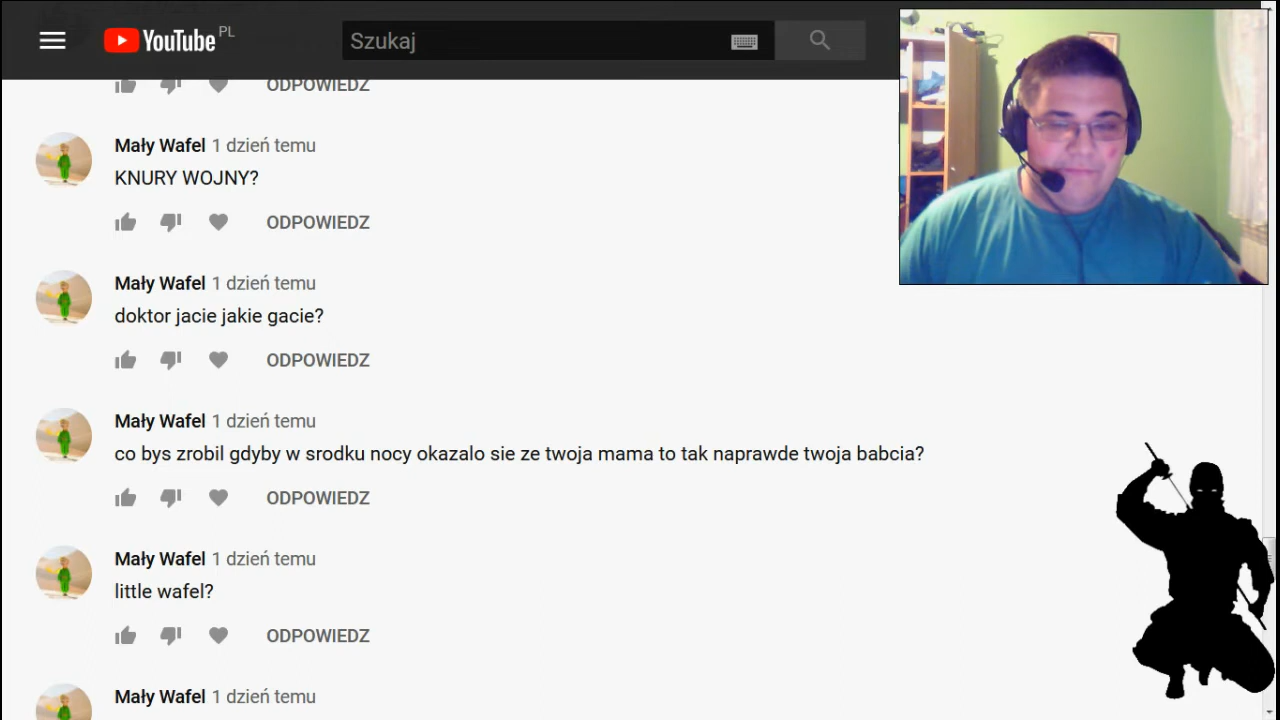 YouTube PL
Szukaj
ODPOWIEDZ
Mały Wafel 1 dzień temu
KNURY WOJNY?
ODPOWIEDZ
Mały Wafel 1 dzień temu
doktor jacie jakie gacie?
ODPOWIEDZ
Mały Wafel 1 dzień temu
co bys zrobil gdyby w srodku nocy okazalo sie ze twoja mama to tak naprawde twoja babcia?
ODPOWIEDZ
Mały Wafel 1 dzień temu
little wafel?
ODPOWIEDZ
Mały Wafel 1 dzień temu